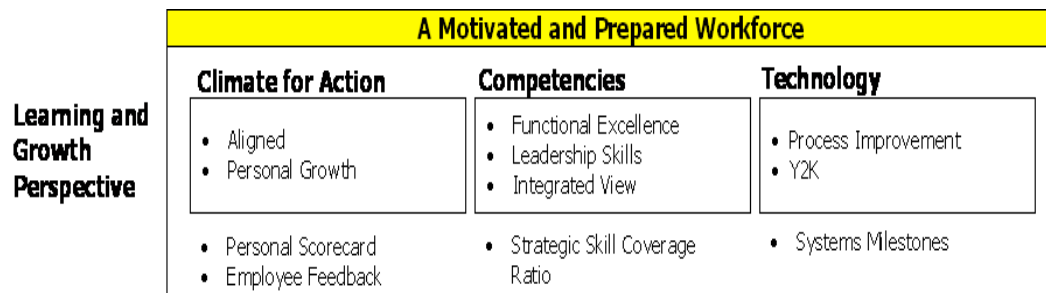 A Motivated and Prepared Workforce
Learning and
Growth
Perspective
Climate for Action
• Aligned
• Personal Growth
• Personal Scorecard
• Employee Feedback
Competencies
• Functional Excellence
• Leadership Skills
• Integrated View
• Strategic Skill Coverage
Ratio
Technology
• Process Improvement
• Y2K
• Systems Milestones